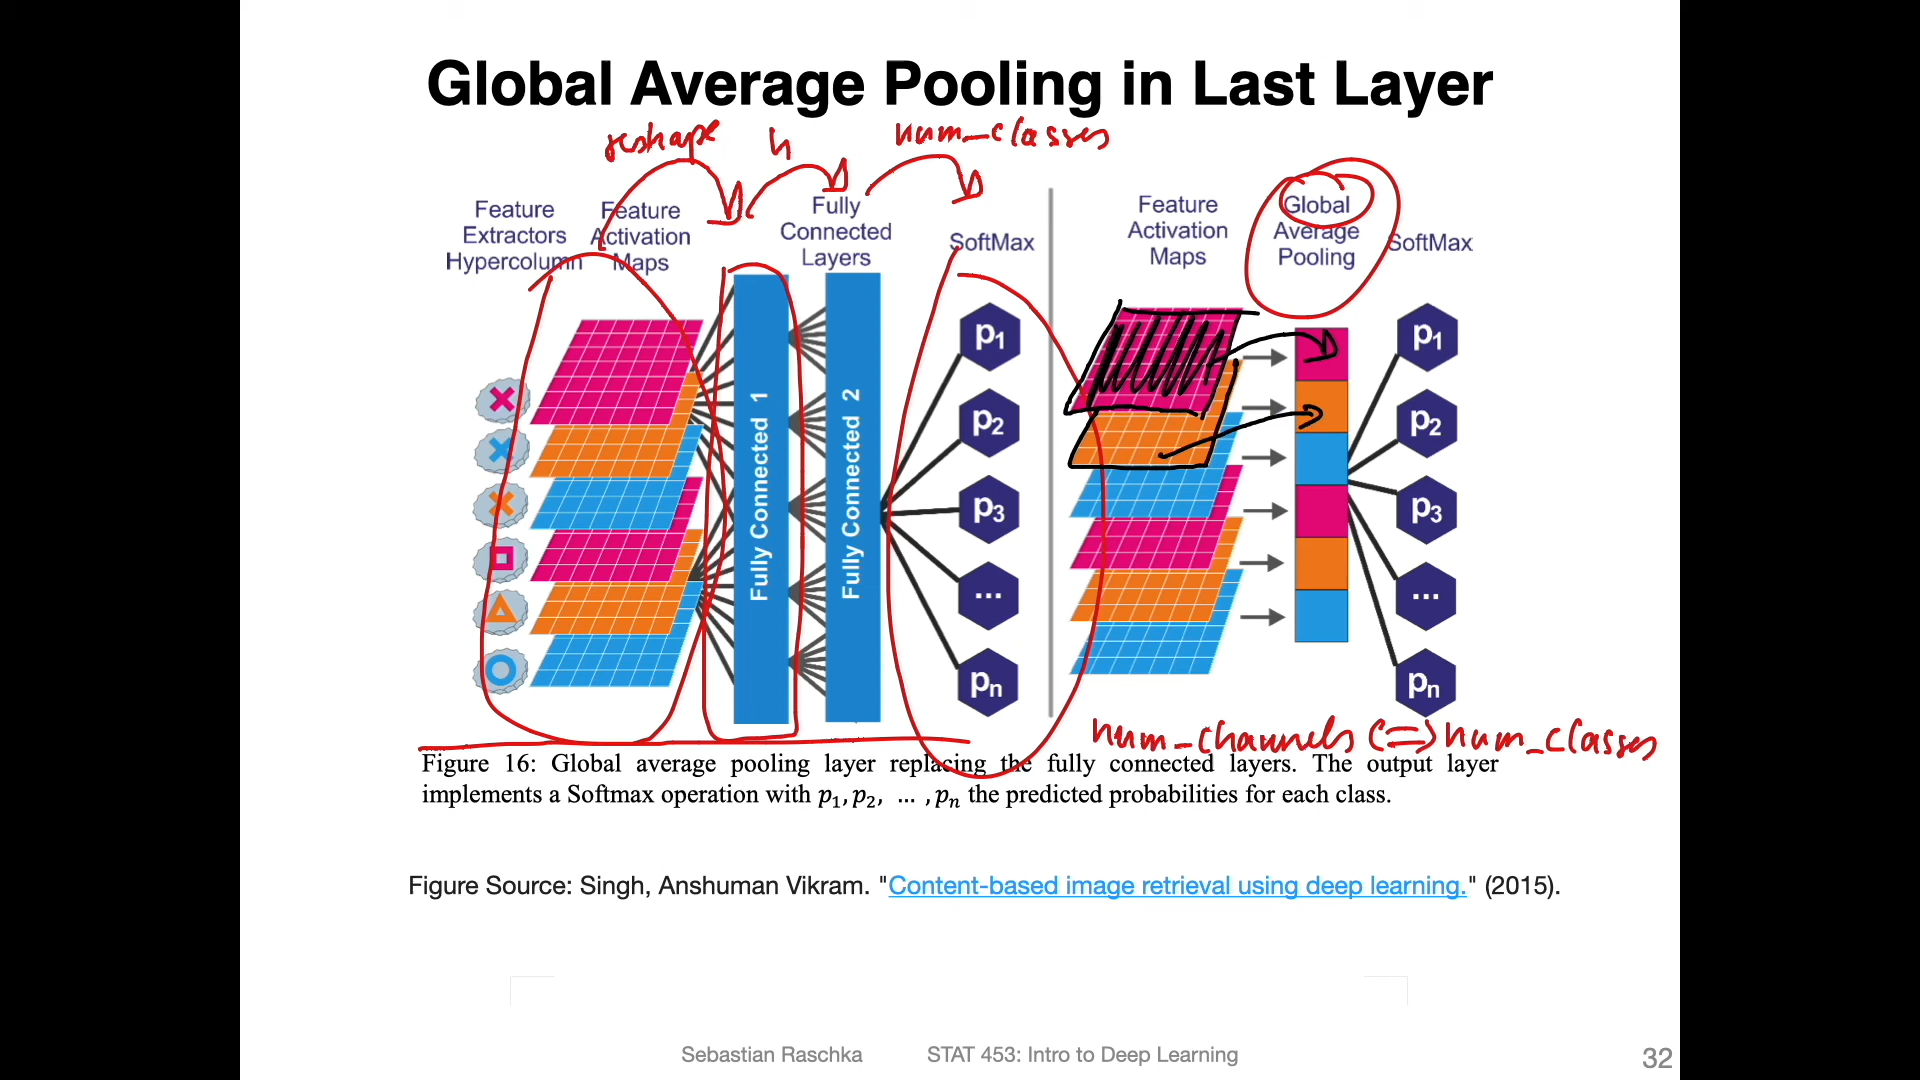 Global Average Pooling in Last Layer
reshape h num_classes
Feature Extractors Hypercolumn
Feature Activation Maps
Fully Connected Layers
SoftMax
Feature Activation Maps
Global Average Pooling
SoftMax
Fully Connected 1
Fully Connected 2
p1
p2
p3
...
pn
p1
p2
p3
...
pn
num_channels <=> num_classes
Figure 16: Global average pooling layer replacing the fully connected layers. The output layer
implements a Softmax operation with p1, p2, ... , pn the predicted probabilities for each class.
Figure Source: Singh, Anshuman Vikram. "Content-based image retrieval using deep learning." (2015).
Sebastian Raschka STAT 453: Intro to Deep Learning 32